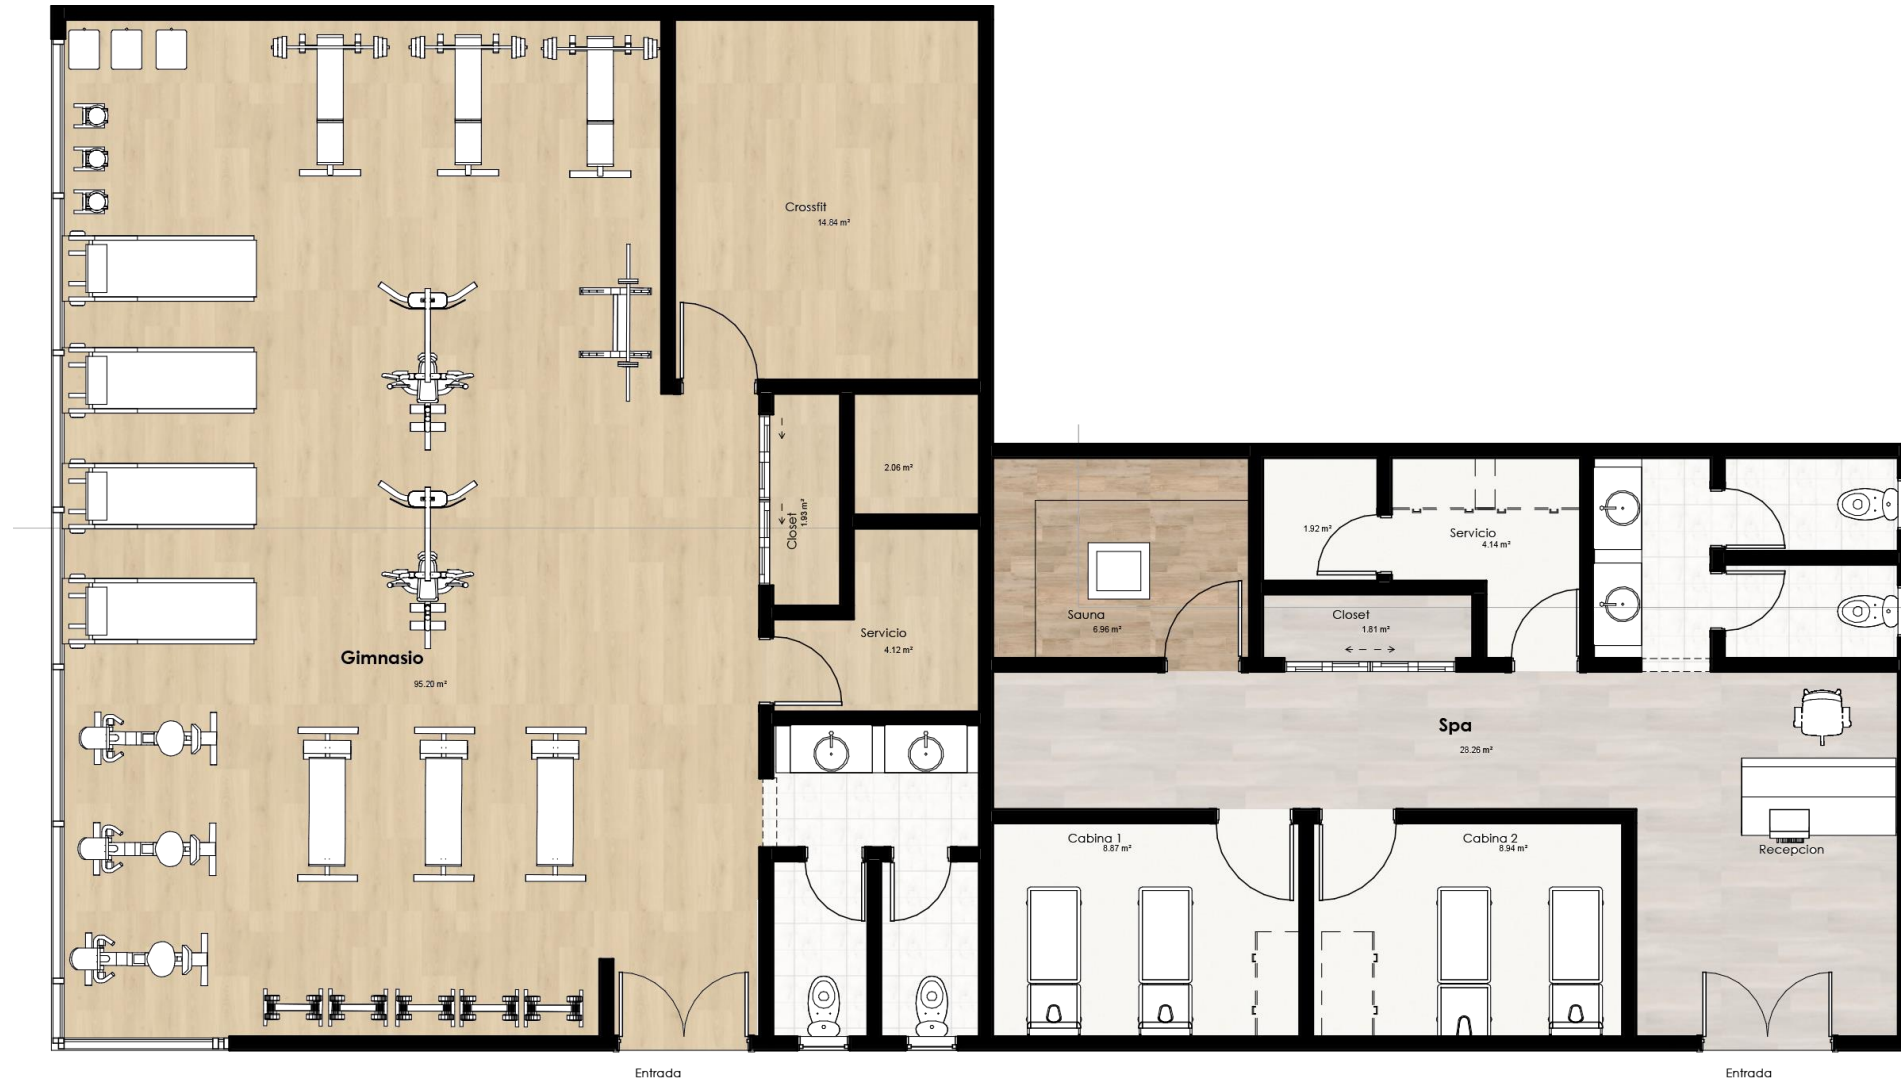 Crossfit
14.84 m²
2.06 m²
Closet
1.93 m²
Servicio
4.12 m²
Gimnasio
95.20 m²
Sauna
6.96 m²
1.92 m²
Servicio
4.14 m²
Closet
1.81 m²
Spa
28.26 m²
Cabina 1
8.87 m²
Cabina 2
8.94 m²
Recepcion
Entrada
Entrada